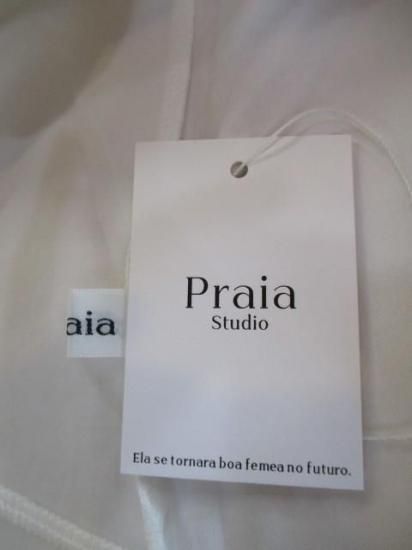 Praia
Studio
aia
Ela se tornara boa femea no futuro.